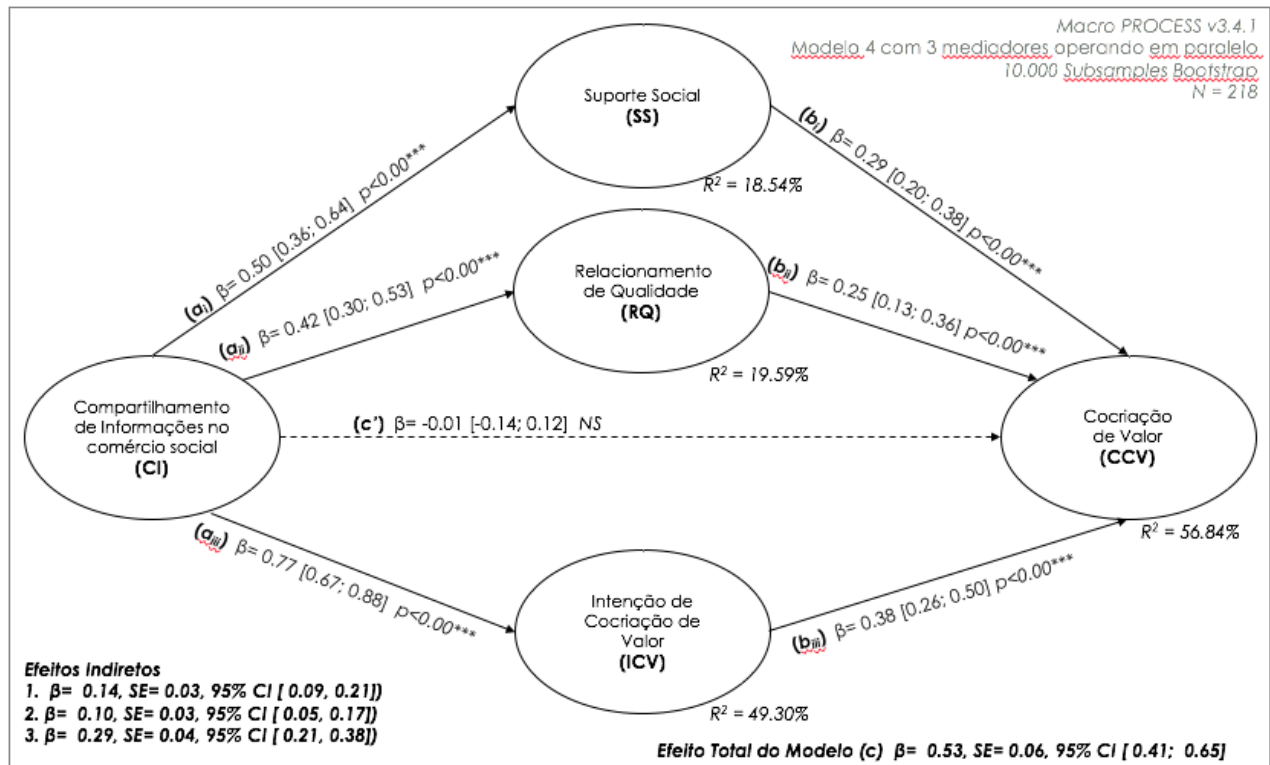 Macro PROCESS v3.4.1
Modelo 4 com 3 mediadores operando em paralelo
10.000 Subsamples Bootstrap
N = 218
Suporte Social
(SS)
R² = 18.54%
(aᵢ) β= 0.50 [0.36; 0.64] p<0.00***
(bᵢ) β= 0.29 [0.20; 0.38] p<0.00***
Relacionamento
de Qualidade
(RQ)
R² = 19.59%
(aᵢᵢ) β= 0.42 [0.30; 0.53] p<0.00***
(bᵢᵢ) β= 0.25 [0.13; 0.36] p<0.00***
Compartilhamento
de Informações no
comércio social
(CI)
(c') β= -0.01 [-0.14; 0.12] NS
Cocriação
de Valor
(CCV)
R² = 56.84%
(aᵢᵢᵢ) β= 0.77 [0.67; 0.88] p<0.00***
(bᵢᵢᵢ) β= 0.38 [0.26; 0.50] p<0.00***
Intenção de
Cocriação de
Valor
(ICV)
R² = 49.30%
Efeitos Indiretos
1. β= 0.14, SE= 0.03, 95% CI [ 0.09, 0.21])
2. β= 0.10, SE= 0.03, 95% CI [ 0.05, 0.17])
3. β= 0.29, SE= 0.04, 95% CI [ 0.21, 0.38])
Efeito Total do Modelo (c) β= 0.53, SE= 0.06, 95% CI [ 0.41; 0.65]